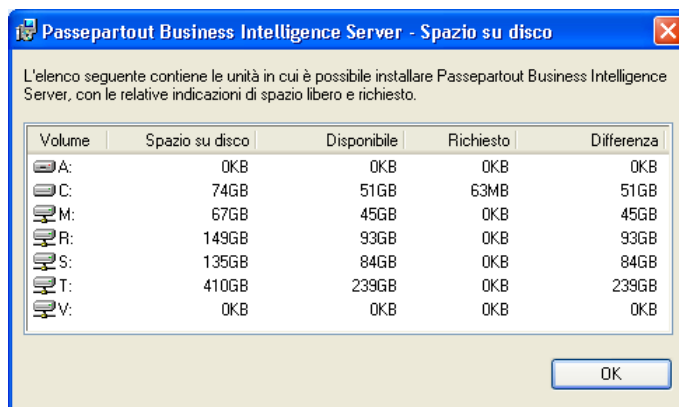 Passepartout Business Intelligence Server - Spazio su disco
L'elenco seguente contiene le unità in cui è possibile installare Passepartout Business Intelligence
Server, con le relative indicazioni di spazio libero e richiesto.
Volume Spazio su disco Disponibile Richiesto Differenza
A: 0KB 0KB 0KB 0KB
C: 74GB 51GB 63MB 51GB
M: 67GB 45GB 0KB 45GB
R: 149GB 93GB 0KB 93GB
S: 135GB 84GB 0KB 84GB
T: 410GB 239GB 0KB 239GB
V: 0KB 0KB 0KB 0KB
OK